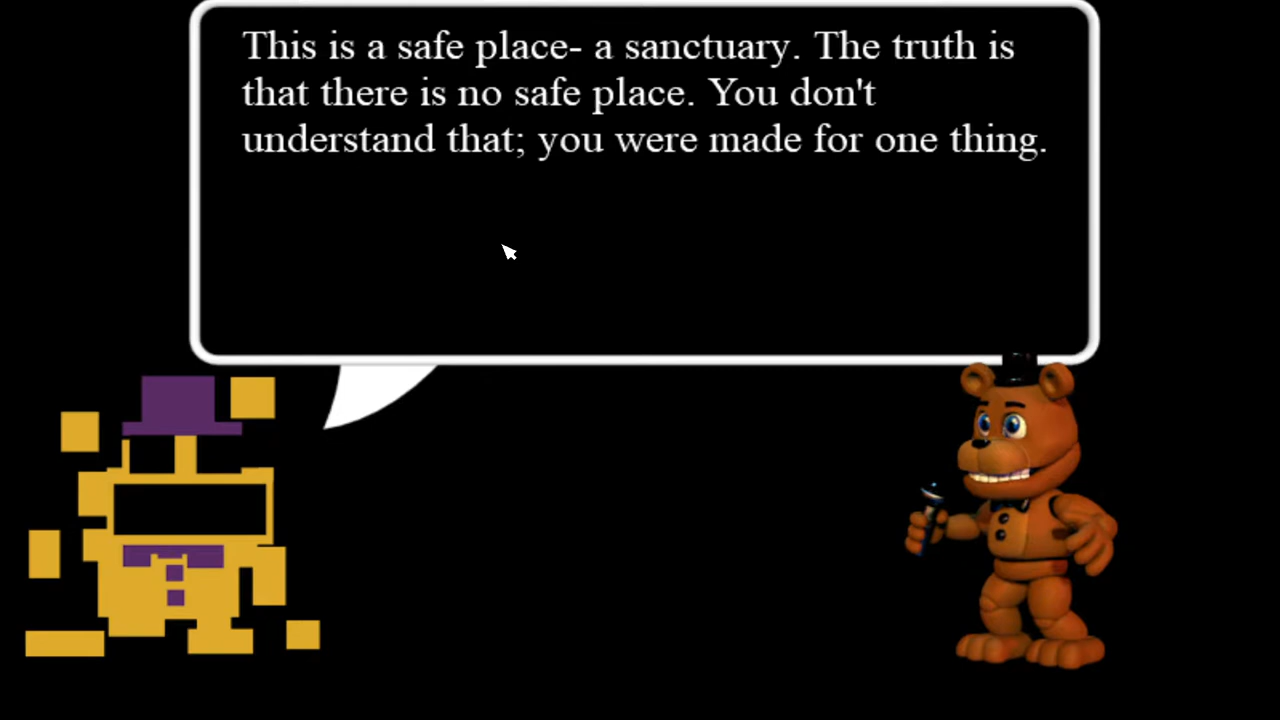 This is a safe place- a sanctuary. The truth is
that there is no safe place. You don't
understand that; you were made for one thing.